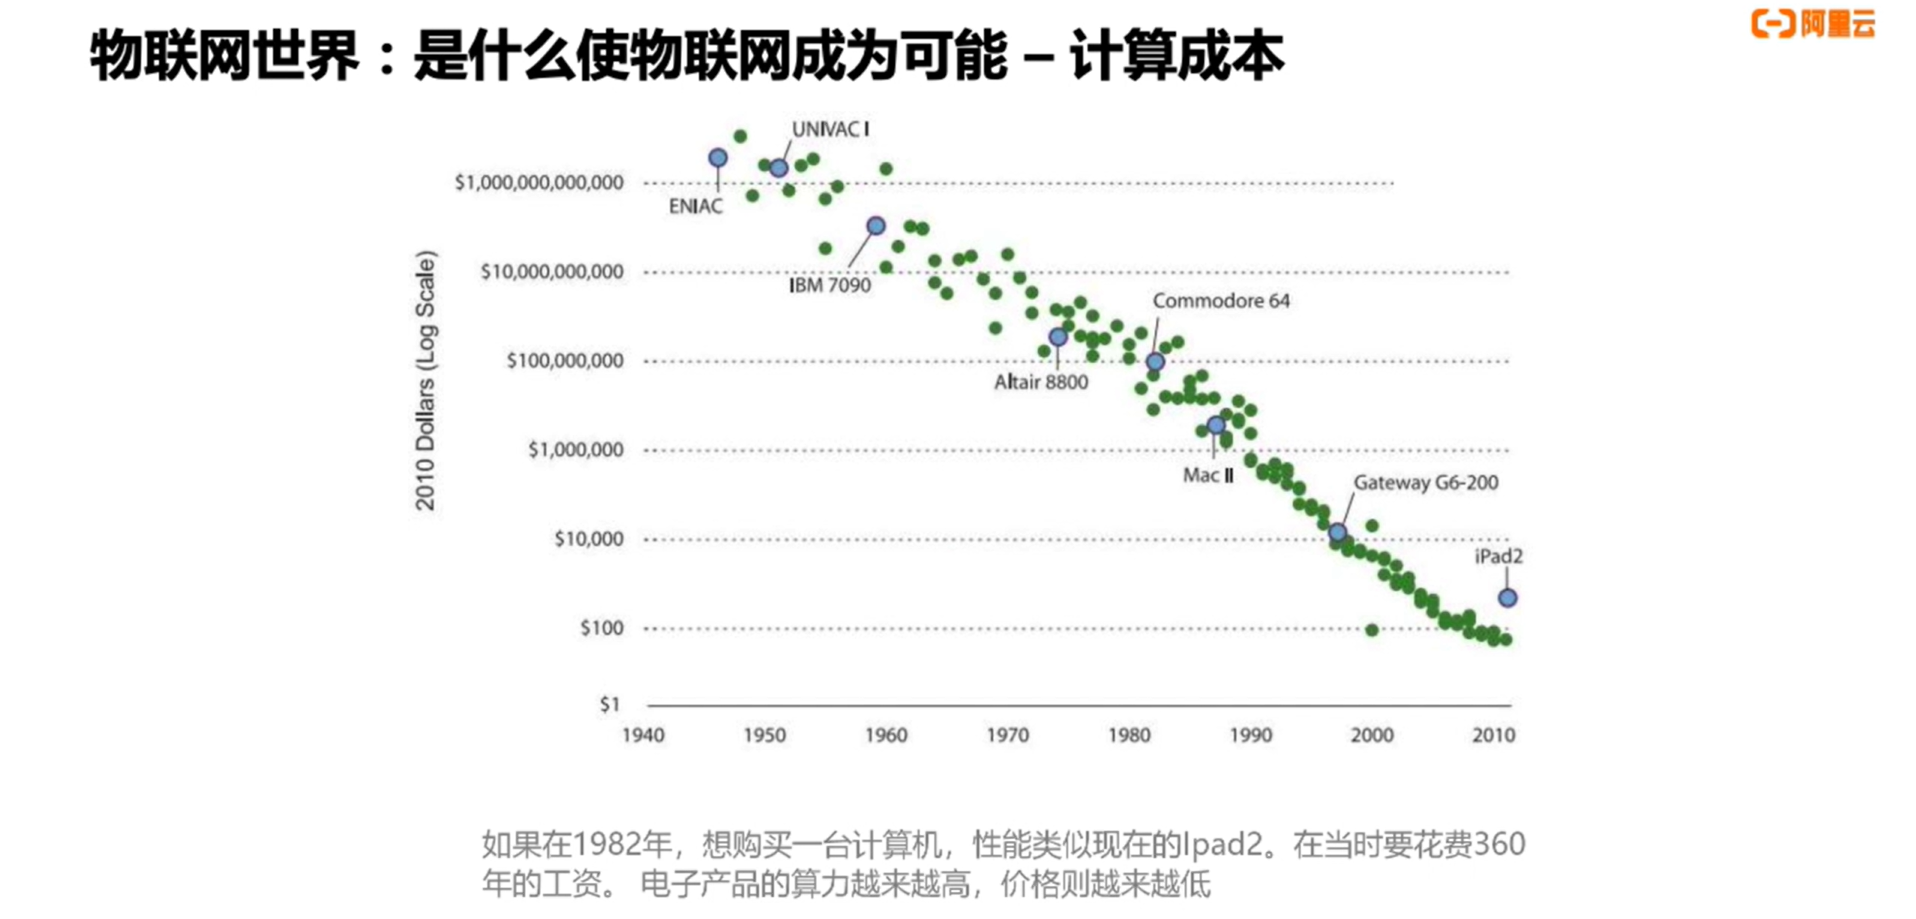 物联网世界：是什么使物联网成为可能 – 计算成本
阿里云
UNIVAC I
$1,000,000,000,000
ENIAC
IBM 7090
$10,000,000,000
Commodore 64
$100,000,000
Altair 8800
2010 Dollars (Log Scale)
$1,000,000
Mac II
Gateway G6-200
$10,000
iPad2
$100
$1
1940 1950 1960 1970 1980 1990 2000 2010
如果在1982年，想购买一台计算机，性能类似现在的Ipad2。在当时要花费360
年的工资。 电子产品的算力越来越高，价格则越来越低